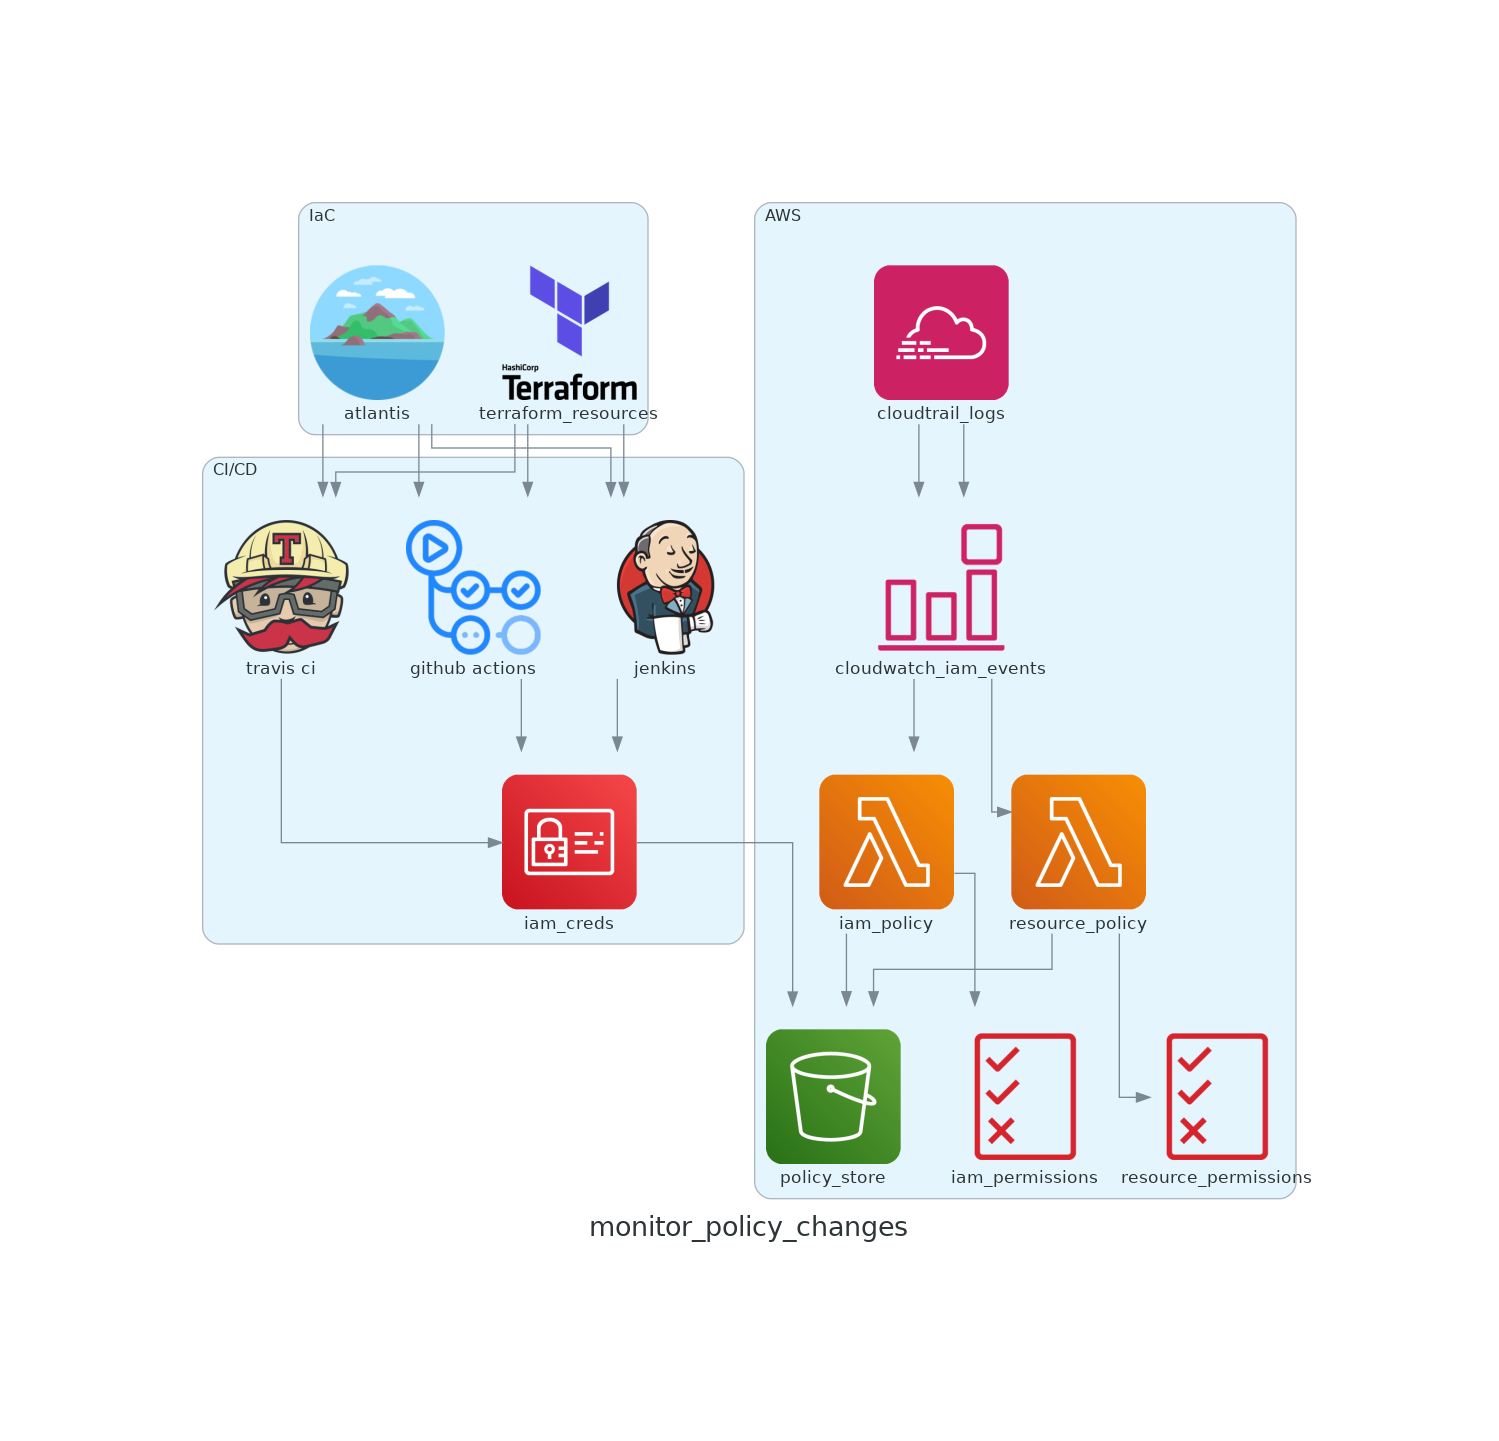 IaC
AWS
HashiCorp
Terraform
atlantis
terraform_resources
cloudtrail_logs
CI/CD
T
travis ci
github actions
jenkins
cloudwatch_iam_events
iam_creds
iam_policy
resource_policy
policy_store
iam_permissions
resource_permissions
monitor_policy_changes